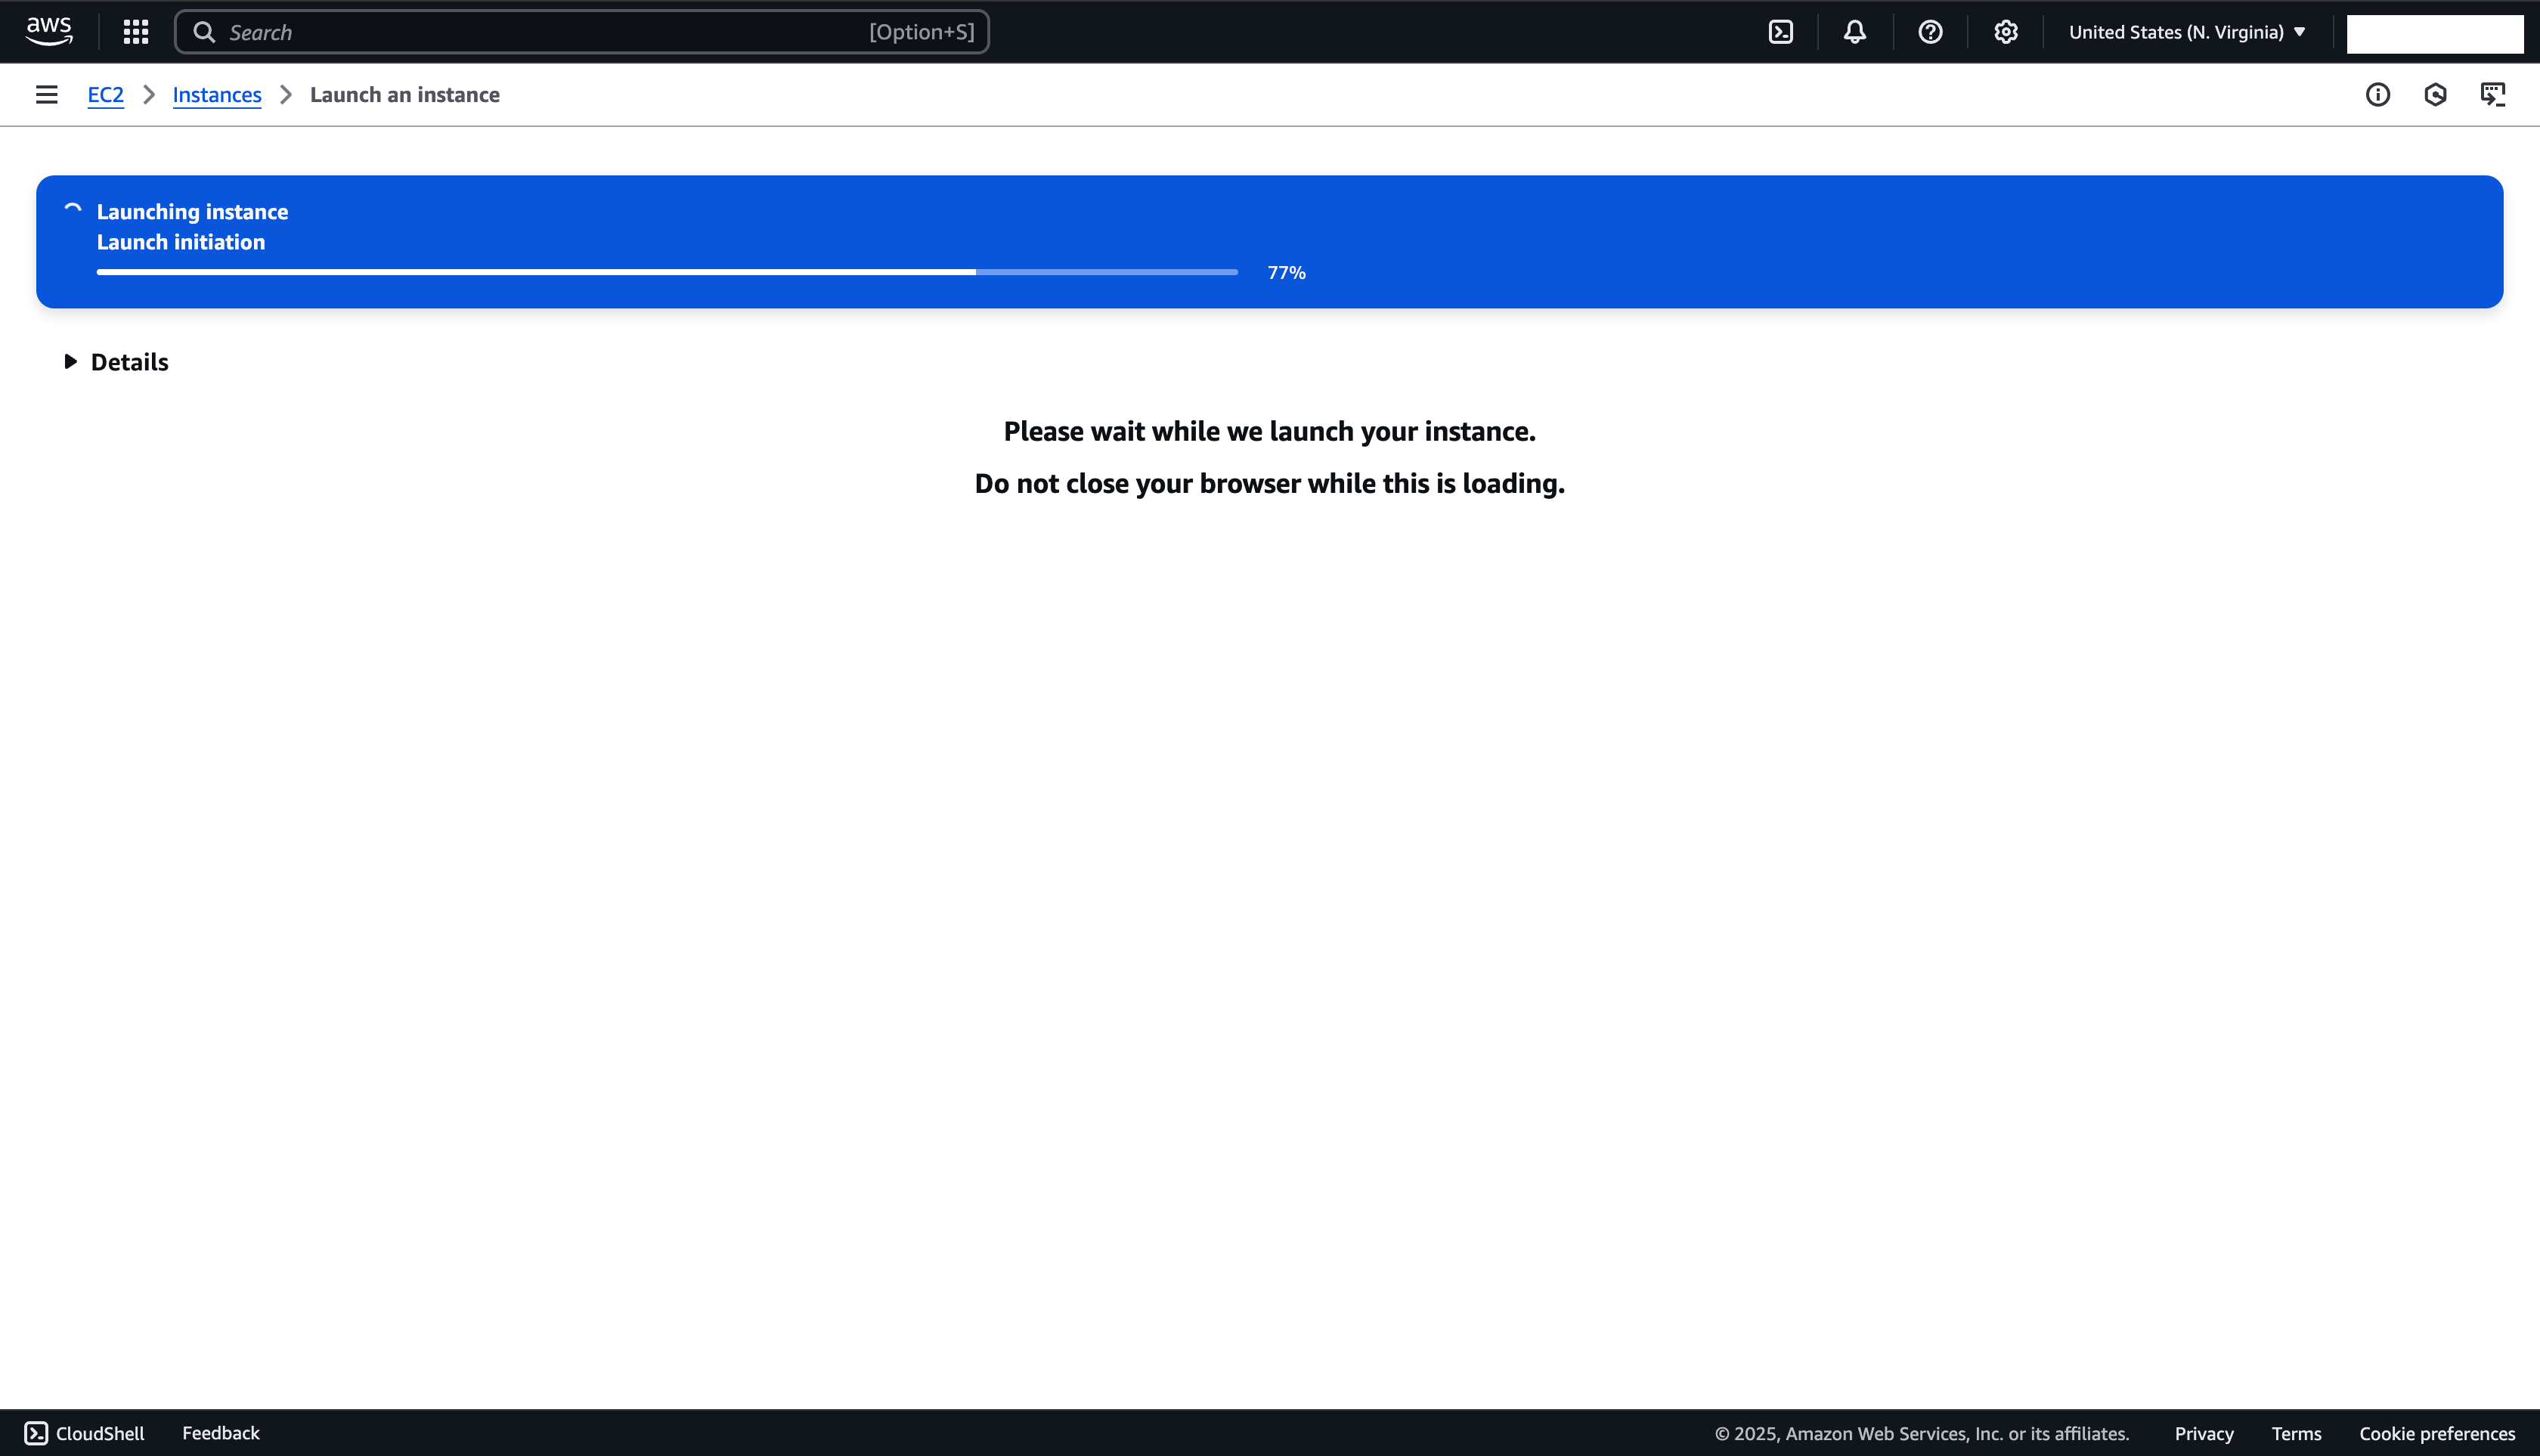 aws
Search [Option+S]
United States (N. Virginia)
EC2 Instances Launch an instance
Launching instance
Launch initiation
77%
Details
Please wait while we launch your instance.
Do not close your browser while this is loading.
CloudShell Feedback © 2025, Amazon Web Services, Inc. or its affiliates. Privacy Terms Cookie preferences